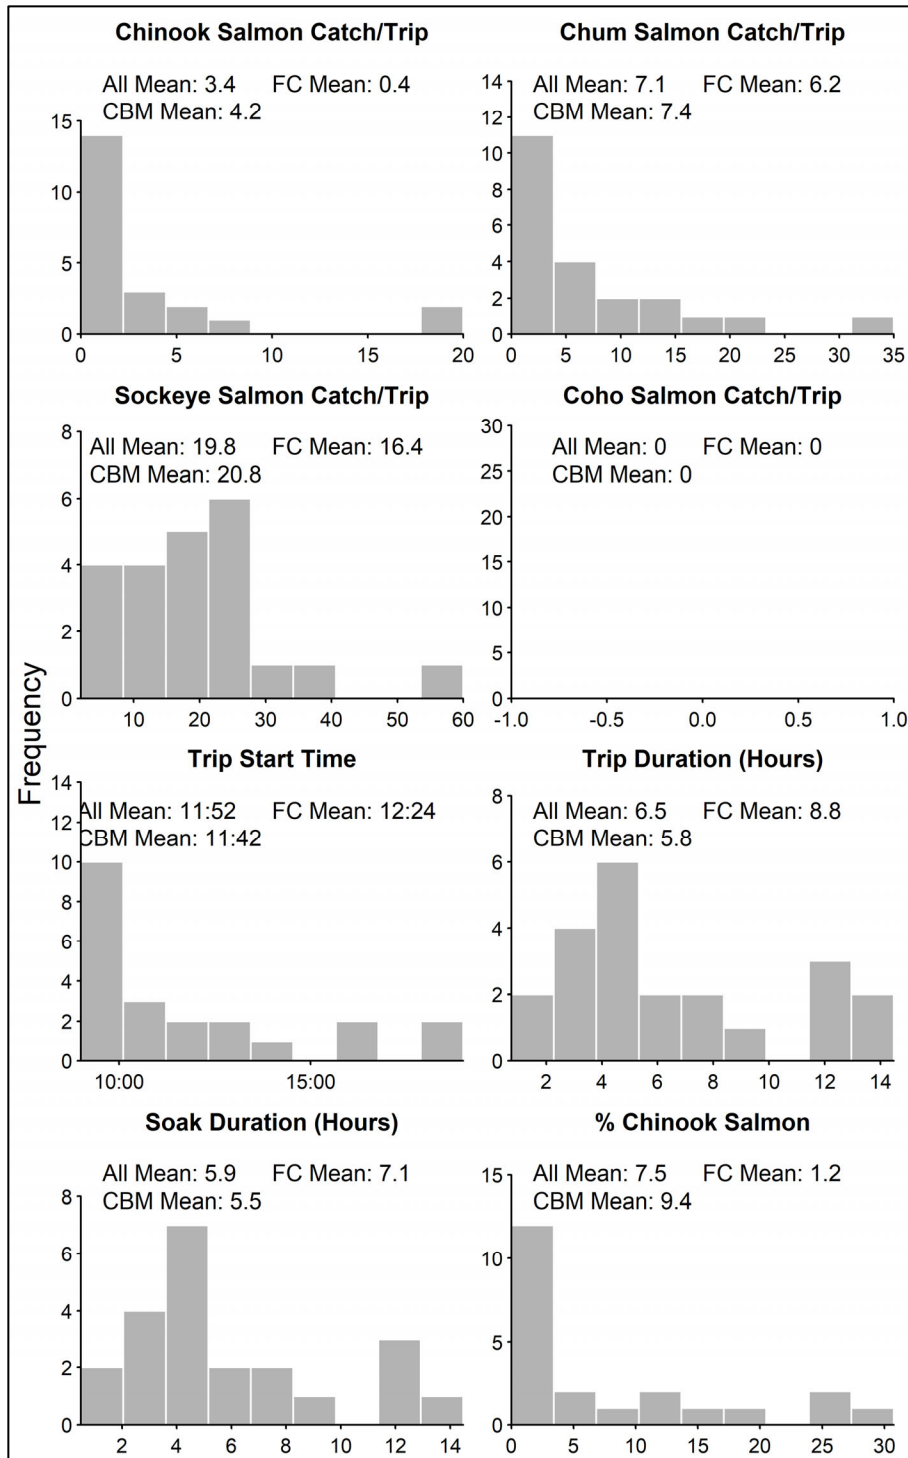 Chinook Salmon Catch/Trip
All Mean: 3.4 FC Mean: 0.4
CBM Mean: 4.2
15
10
5
0
0 5 10 15 20
Chum Salmon Catch/Trip
All Mean: 7.1 FC Mean: 6.2
CBM Mean: 7.4
14
12
10
8
6
4
2
0
0 5 10 15 20 25 30 35
Sockeye Salmon Catch/Trip
All Mean: 19.8 FC Mean: 16.4
CBM Mean: 20.8
8
6
4
2
0
10 20 30 40 50 60
Coho Salmon Catch/Trip
All Mean: 0 FC Mean: 0
CBM Mean: 0
30
25
20
15
10
5
0
-1.0 -0.5 0.0 0.5 1.0
Frequency
Trip Start Time
All Mean: 11:52 FC Mean: 12:24
CBM Mean: 11:42
14
12
10
8
6
4
2
0
10:00 15:00
Trip Duration (Hours)
All Mean: 6.5 FC Mean: 8.8
CBM Mean: 5.8
8
6
4
2
0
2 4 6 8 10 12 14
Soak Duration (Hours)
All Mean: 5.9 FC Mean: 7.1
CBM Mean: 5.5
8
6
4
2
0
2 4 6 8 10 12 14
% Chinook Salmon
All Mean: 7.5 FC Mean: 1.2
CBM Mean: 9.4
15
10
5
0
0 5 10 15 20 25 30